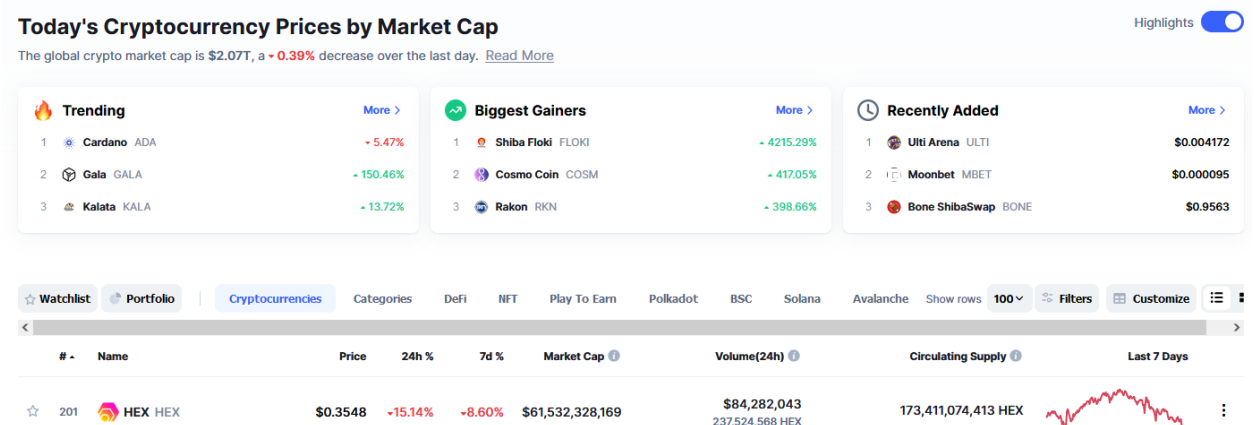 Today's Cryptocurrency Prices by Market Cap
Highlights
The global crypto market cap is $2.07T, a 0.39% decrease over the last day. Read More
Trending More
1 Cardano ADA 5.47%
2 Gala GALA 150.46%
3 Kalata KALA 13.72%
Biggest Gainers More
1 Shiba Floki FLOKI 4215.29%
2 Cosmo Coin COSM 417.05%
3 Rakon RKN 398.66%
Recently Added More
1 Ulti Arena ULTI $0.004172
2 Moonbet MBET $0.000095
3 Bone ShibaSwap BONE $0.9563
Watchlist Portfolio Cryptocurrencies Categories DeFi NFT Play To Earn Polkadot BSC Solana Avalanche Show rows 100 Filters Customize
# Name Price 24h % 7d % Market Cap Volume(24h) Circulating Supply Last 7 Days
201 HEX HEX $0.3548 15.14% 8.60% $61,532,328,169 $84,282,043 173,411,074,413 HEX
237,524,568 HEX